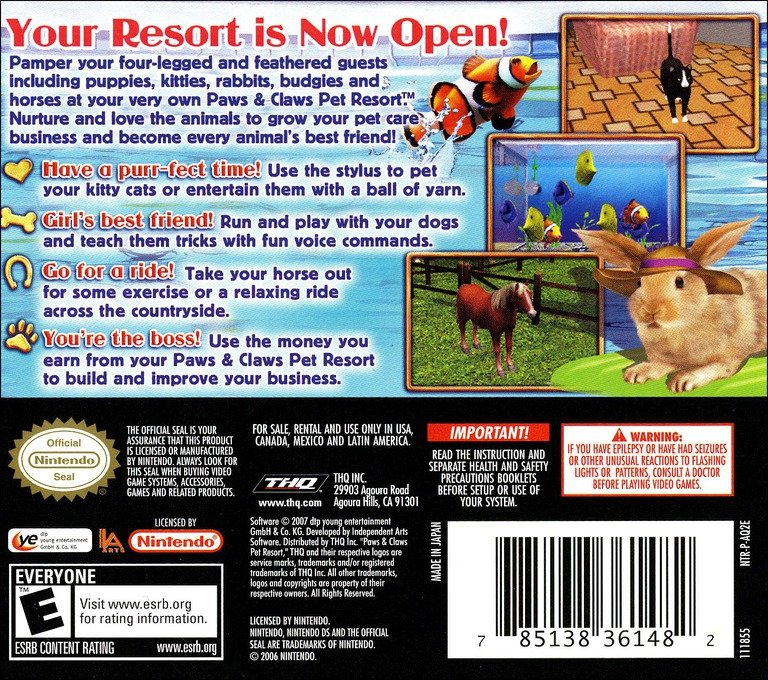 Your Resort is Now Open!
Pamper your four-legged and feathered guests
including puppies, kitties, rabbits, budgies and
horses at your very own Paws & Claws Pet Resort™.
Nurture and love the animals to grow your pet care
business and become every animal's best friend!
Have a purr-fect time! Use the stylus to pet
your kitty cats or entertain them with a ball of yarn.
Girl's best friend! Run and play with your dogs
and teach them tricks with fun voice commands.
Go for a ride! Take your horse out
for some exercise or a relaxing ride
across the countryside.
You're the boss! Use the money you
earn from your Paws & Claws Pet Resort
to build and improve your business.
Official
Nintendo
Seal
THE OFFICIAL SEAL IS YOUR
ASSURANCE THAT THIS PRODUCT
IS LICENSED OR MANUFACTURED
BY NINTENDO. ALWAYS LOOK FOR
THIS SEAL WHEN BUYING VIDEO
GAME SYSTEMS, ACCESSORIES,
GAMES AND RELATED PRODUCTS.
LICENSED BY
Nintendo®
ye dtp
young entertainment
GmbH & Co. KG
IA
ARTS
EVERYONE
E™
Visit www.esrb.org
for rating information.
ESRB CONTENT RATING www.esrb.org
FOR SALE, RENTAL AND USE ONLY IN USA,
CANADA, MEXICO AND LATIN AMERICA.
THQ
www.thq.com
THQ INC.
29903 Agoura Road
Agoura Hills, CA 91301
Software © 2007 dtp young entertainment
GmbH & Co. KG. Developed by Independent Arts
Software. Distributed by THQ Inc. "Paws & Claws
Pet Resort," THQ and their respective logos are
service marks, trademarks and/or registered
trademarks of THQ Inc. All other trademarks,
logos and copyrights are property of their
respective owners. All Rights Reserved.
LICENSED BY NINTENDO.
NINTENDO, NINTENDO DS AND THE OFFICIAL
SEAL ARE TRADEMARKS OF NINTENDO.
© 2006 NINTENDO.
IMPORTANT!
READ THE INSTRUCTION AND
SEPARATE HEALTH AND SAFETY
PRECAUTIONS BOOKLETS
BEFORE SETUP OR USE OF
YOUR SYSTEM.
WARNING:
IF YOU HAVE EPILEPSY OR HAVE HAD SEIZURES
OR OTHER UNUSUAL REACTIONS TO FLASHING
LIGHTS OR PATTERNS, CONSULT A DOCTOR
BEFORE PLAYING VIDEO GAMES.
MADE IN JAPAN
7 85138 36148 2
NTR-P-AQ2E
111855